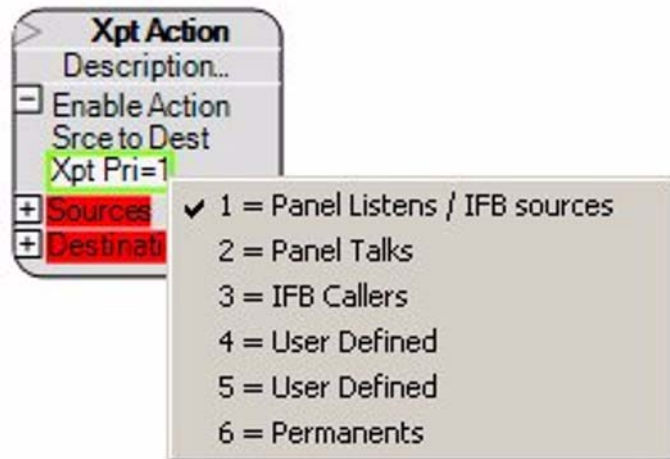 Xpt Action
Description...
Enable Action
Srce to Dest
Xpt Pri=1
Sources
Destinati
1 = Panel Listens / IFB sources
2 = Panel Talks
3 = IFB Callers
4 = User Defined
5 = User Defined
6 = Permanents